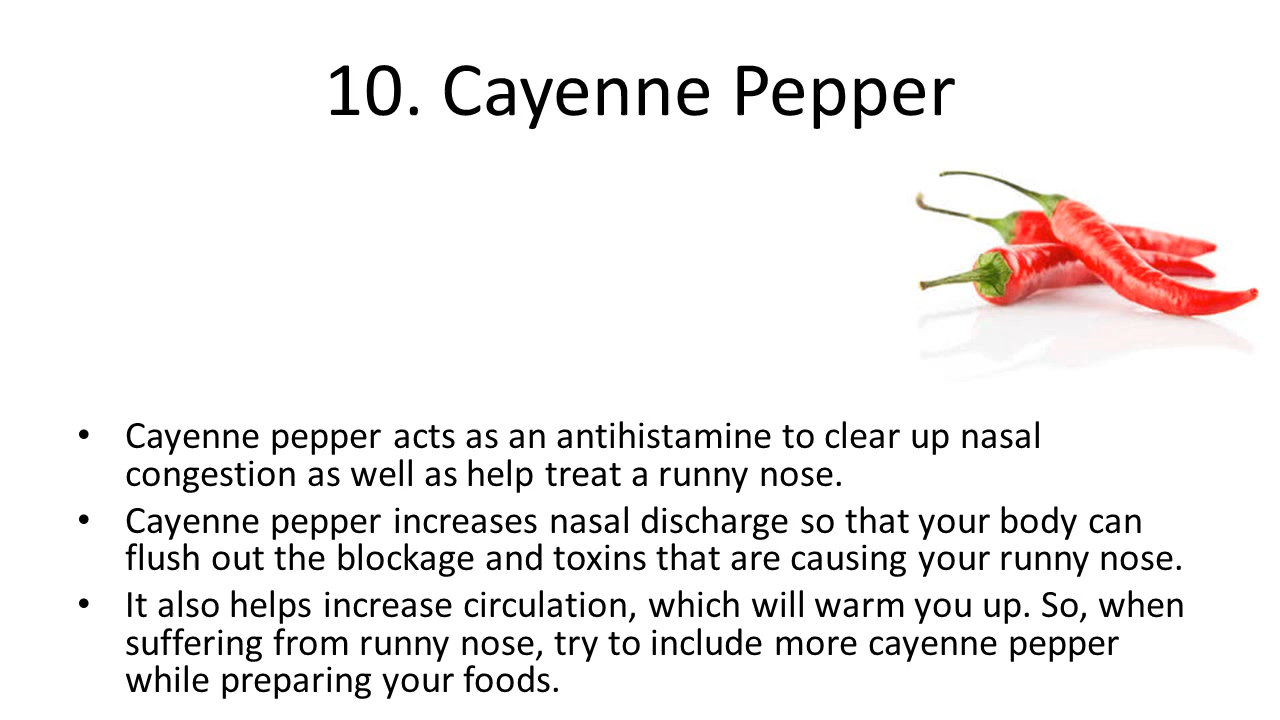 10. Cayenne Pepper
• Cayenne pepper acts as an antihistamine to clear up nasal
congestion as well as help treat a runny nose.
• Cayenne pepper increases nasal discharge so that your body can
flush out the blockage and toxins that are causing your runny nose.
• It also helps increase circulation, which will warm you up. So, when
suffering from runny nose, try to include more cayenne pepper
while preparing your foods.